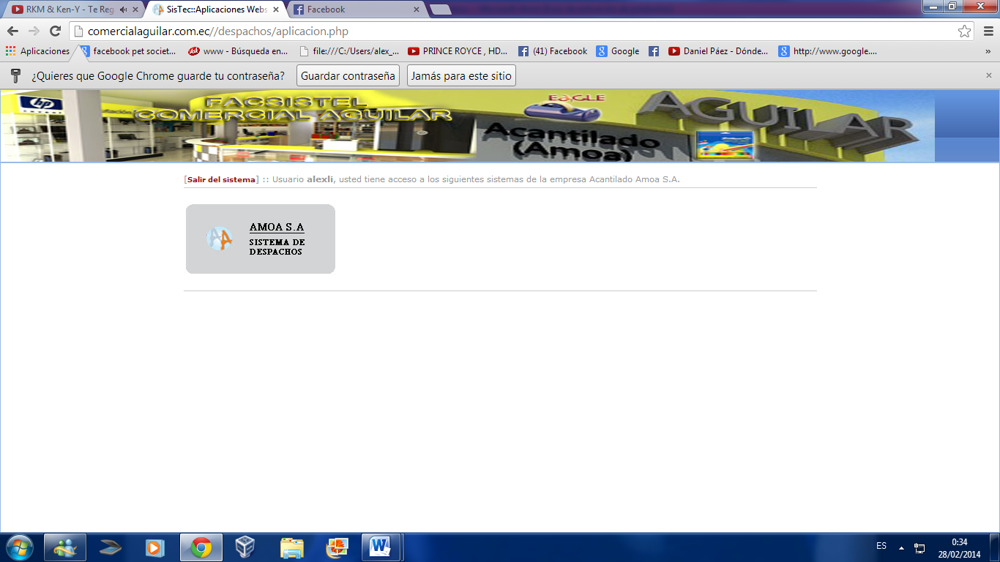 RKM & Ken-Y - Te Reg
SisTec::Aplicaciones Webs
Facebook
comercialaguilar.com.ec//despachos/aplicacion.php
Aplicaciones
facebook pet societ...
www - Búsqueda en...
file:///C:/Users/alex_...
PRINCE ROYCE , HD...
(41) Facebook
Google
Daniel Páez - Dónde...
http://www.google....
»
¿Quieres que Google Chrome guarde tu contraseña?
Guardar contraseña
Jamás para este sitio
hp
FACSISTEL
COMERCIAL AGUILAR
EAGLE
Acantilado
(Amoa)
AGUILAR
[Salir del sistema] :: Usuario alexli, usted tiene acceso a los siguientes sistemas de la empresa Acantilado Amoa S.A.
AMOA S.A
SISTEMA DE
DESPACHOS
ES
0:34
28/02/2014